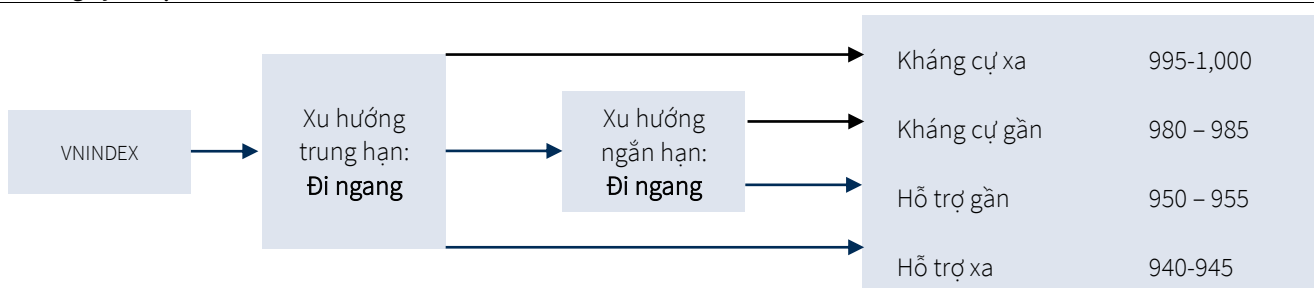 VNINDEX
Xu hướng
trung hạn:
Đi ngang
Xu hướng
ngắn hạn:
Đi ngang
Kháng cự xa 995-1,000
Kháng cự gần 980 – 985
Hỗ trợ gần 950 – 955
Hỗ trợ xa 940-945